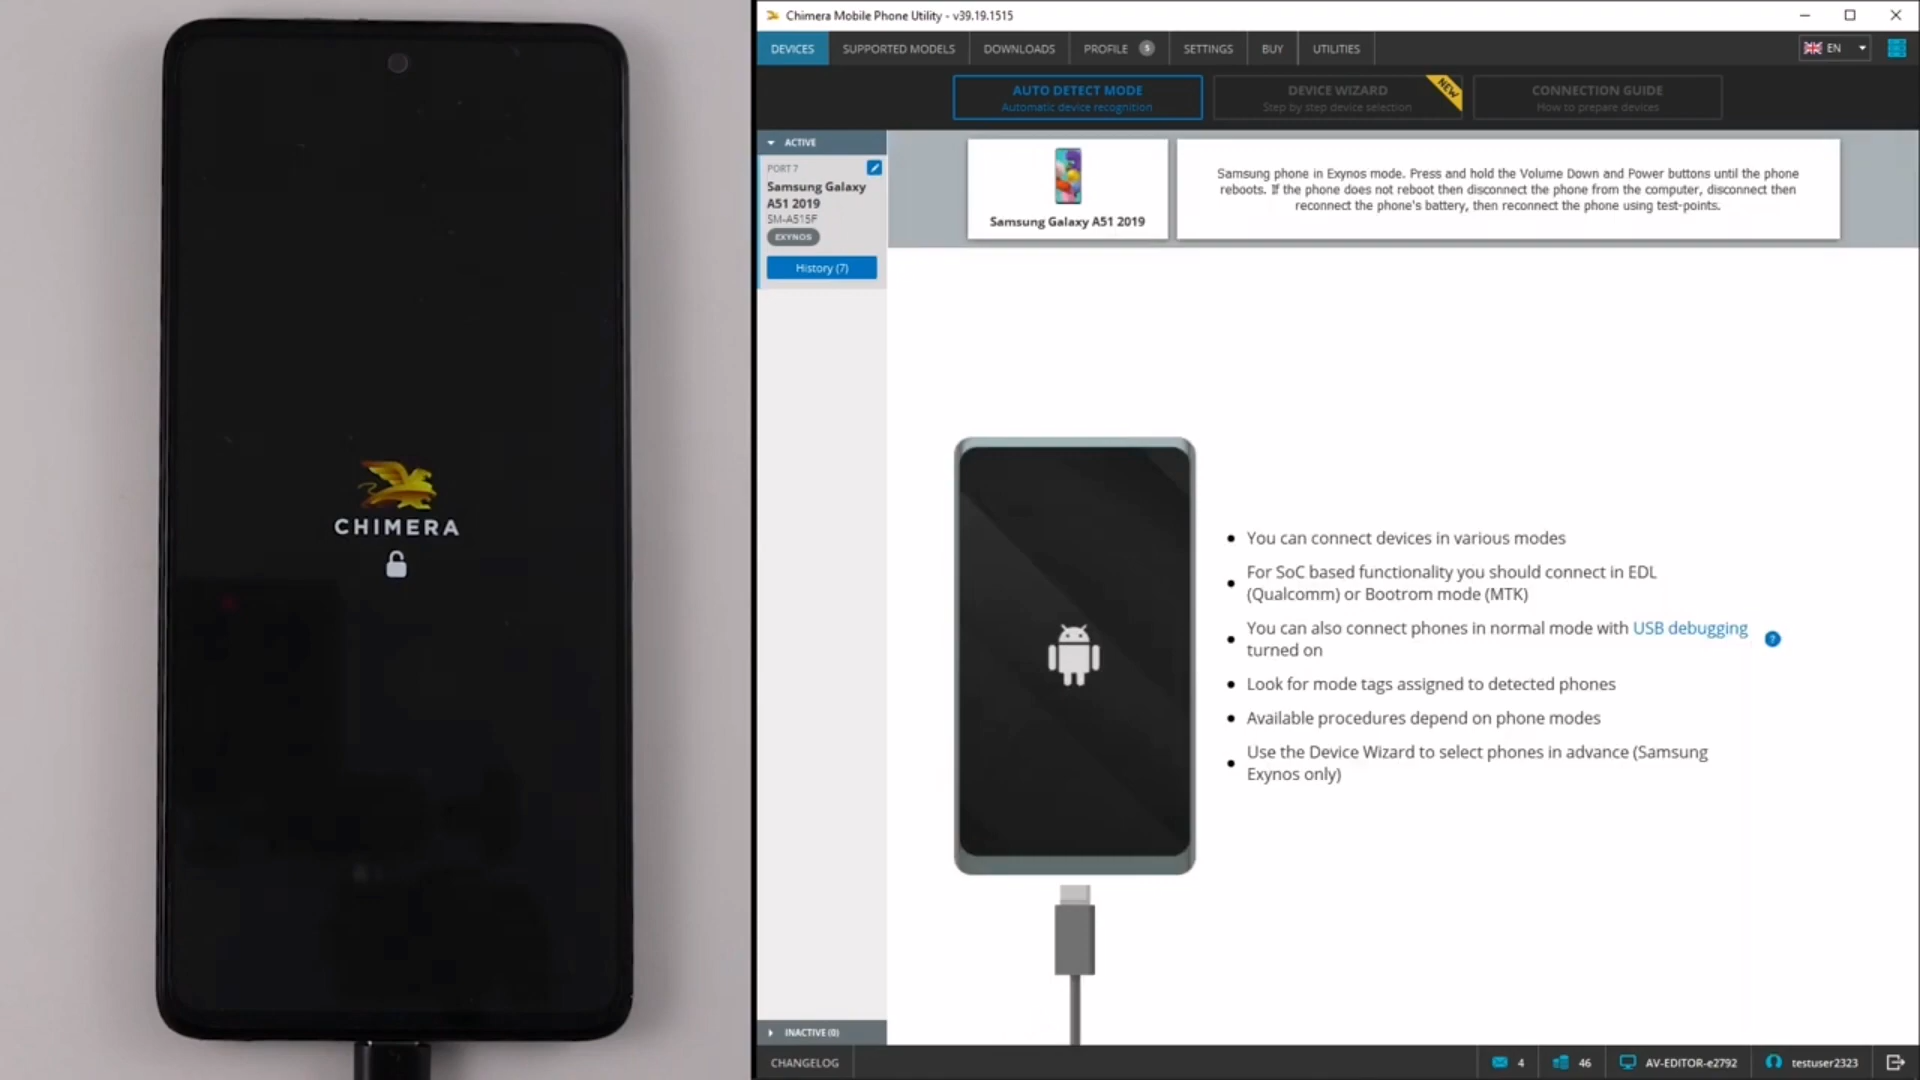 CHIMERA
Chimera Mobile Phone Utility - v39.19.1515
DEVICES
SUPPORTED MODELS
DOWNLOADS
PROFILE $
SETTINGS
BUY
UTILITIES
EN
AUTO DETECT MODE
Automatic device recognition
DEVICE WIZARD
Step by step device selection
NEW
CONNECTION GUIDE
How to prepare devices
ACTIVE
PORT 7
Samsung Galaxy
A51 2019
SM-A515F
EXYNOS
History (7)
Samsung Galaxy A51 2019
Samsung phone in Exynos mode. Press and hold the Volume Down and Power buttons until the phone
reboots. If the phone does not reboot then disconnect the phone from the computer, disconnect then
reconnect the phone's battery, then reconnect the phone using test-points.
• You can connect devices in various modes
• For SoC based functionality you should connect in EDL
(Qualcomm) or Bootrom mode (MTK)
• You can also connect phones in normal mode with USB debugging
turned on
?
• Look for mode tags assigned to detected phones
• Available procedures depend on phone modes
• Use the Device Wizard to select phones in advance (Samsung
Exynos only)
INACTIVE (0)
CHANGELOG
4
46
AV-EDITOR-e2792
testuser2323